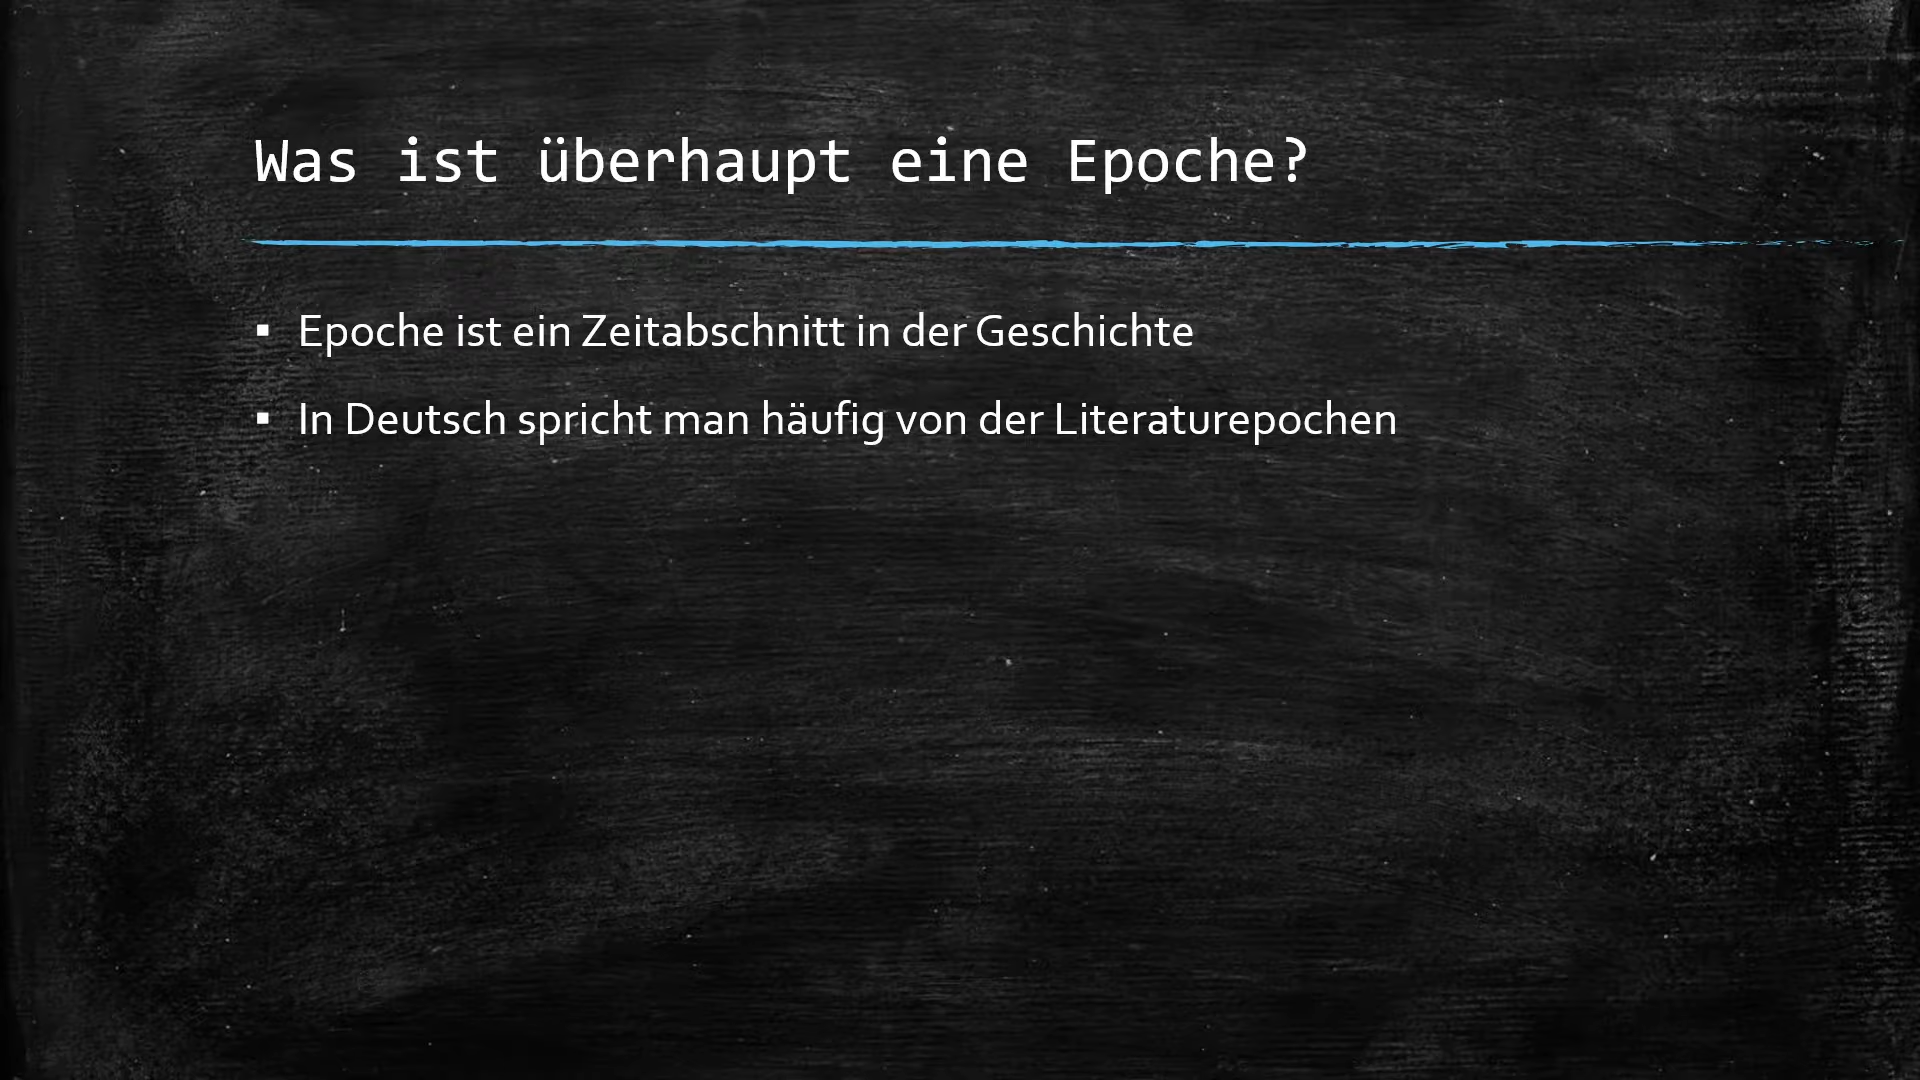 Was ist überhaupt eine Epoche?
▪ Epoche ist ein Zeitabschnitt in der Geschichte
▪ In Deutsch spricht man häufig von der Literaturepochen